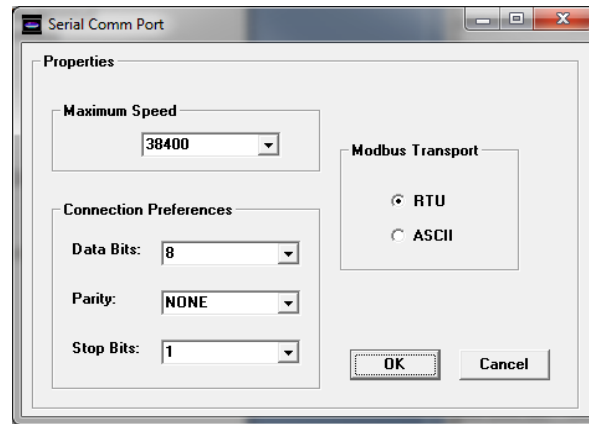 Serial Comm Port
Properties
Maximum Speed
38400
Modbus Transport
RTU
ASCII
Connection Preferences
Data Bits: 8
Parity: NONE
Stop Bits: 1
OK Cancel